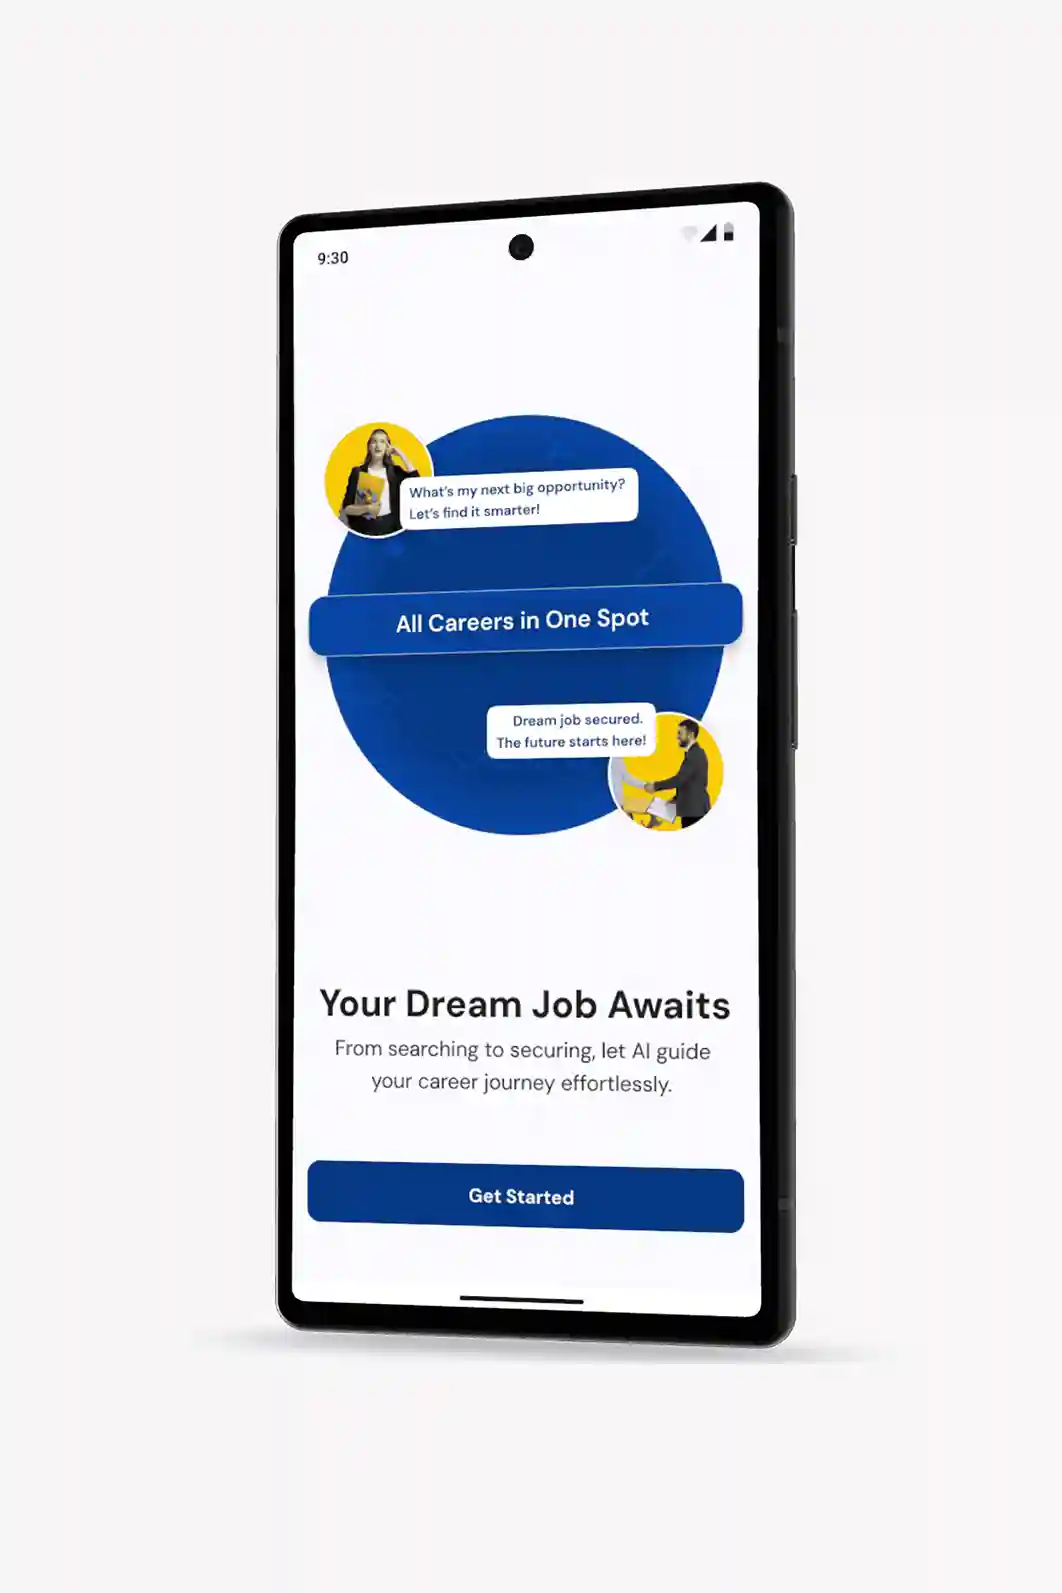 9:30
What's my next big opportunity?
Let's find it smarter!
All Careers in One Spot
Dream job secured.
The future starts here!
Your Dream Job Awaits
From searching to securing, let AI guide
your career journey effortlessly.
Get Started